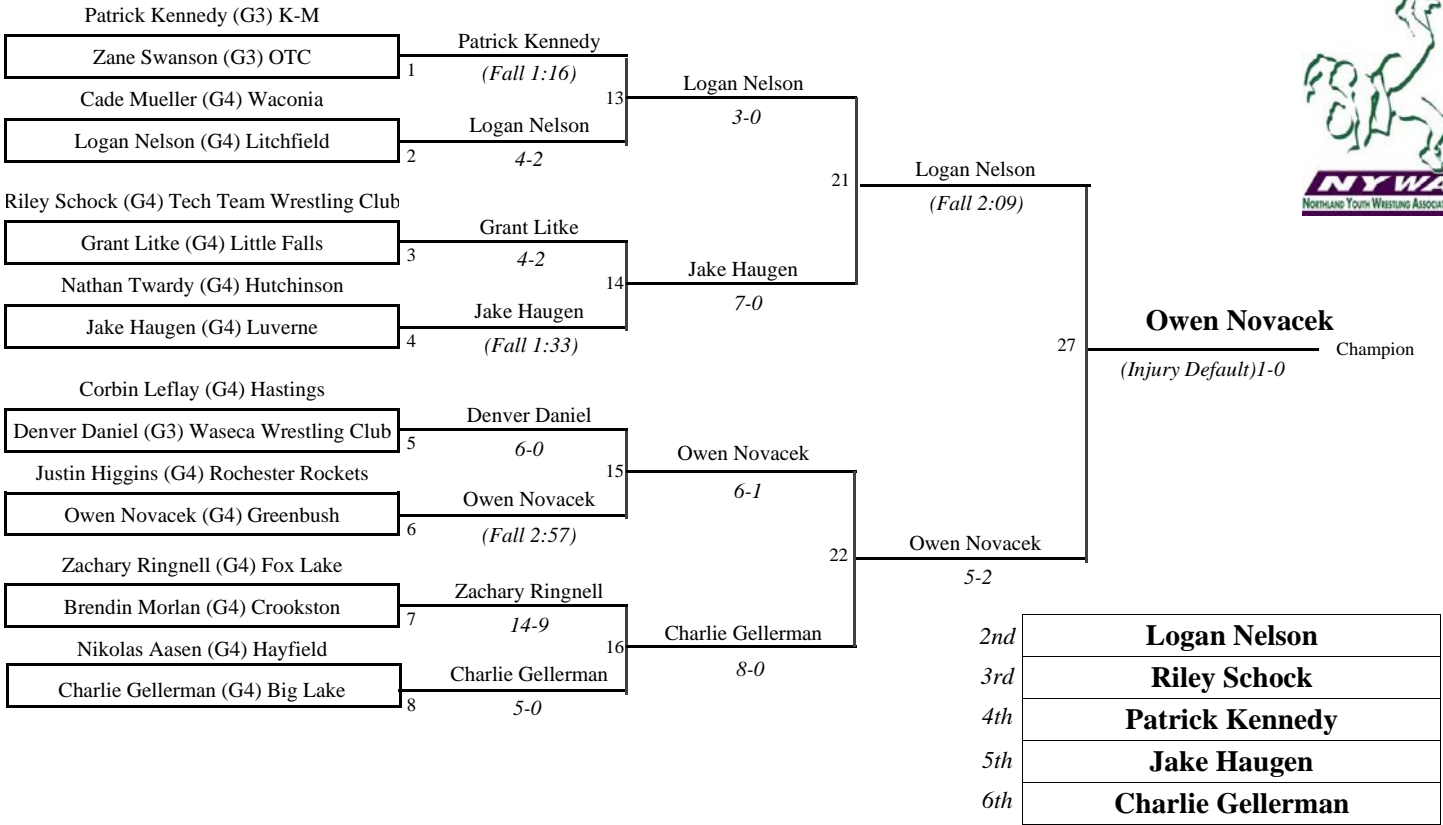 Patrick Kennedy (G3) K-M
Zane Swanson (G3) OTC
1
Cade Mueller (G4) Waconia
Logan Nelson (G4) Litchfield
2
Riley Schock (G4) Tech Team Wrestling Club
Grant Litke (G4) Little Falls
3
Nathan Twardy (G4) Hutchinson
Jake Haugen (G4) Luverne
4
Corbin Leflay (G4) Hastings
Denver Daniel (G3) Waseca Wrestling Club
5
Justin Higgins (G4) Rochester Rockets
Owen Novacek (G4) Greenbush
6
Zachary Ringnell (G4) Fox Lake
Brendin Morlan (G4) Crookston
7
Nikolas Aasen (G4) Hayfield
Charlie Gellerman (G4) Big Lake
8
Patrick Kennedy
(Fall 1:16)
13
Logan Nelson
4-2
Grant Litke
4-2
14
Jake Haugen
(Fall 1:33)
Denver Daniel
6-0
15
Owen Novacek
(Fall 2:57)
Zachary Ringnell
14-9
16
Charlie Gellerman
5-0
Logan Nelson
3-0
21
Jake Haugen
7-0
Owen Novacek
6-1
22
Charlie Gellerman
8-0
Logan Nelson
(Fall 2:09)
27
Owen Novacek
5-2
Owen Novacek
Champion
(Injury Default)1-0
NYWA
NORTHLAND YOUTH WRESTLING ASSOCIAT
2nd Logan Nelson
3rd Riley Schock
4th Patrick Kennedy
5th Jake Haugen
6th Charlie Gellerman